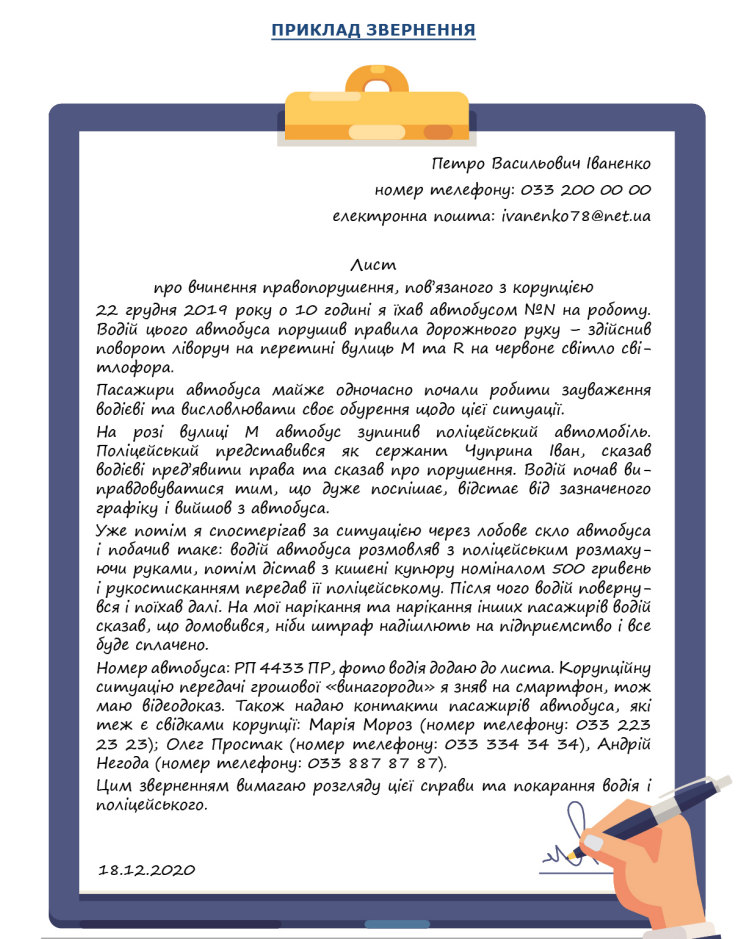 ПРИКЛАД ЗВЕРНЕННЯ
Петро Васильович Іваненко
номер телефону: 033 200 00 00
електронна пошта: ivanenko78@net.ua
Лист
про вчинення правопорушення, пов'язаного з корупцією
22 грудня 2019 року о 10 годині я їхав автобусом №N на роботу.
Водій цього автобуса порушив правила дорожнього руху – здійснив
поворот ліворуч на перетині вулиць М та R на червоне світло сві-
тлофора.
Пасажири автобуса майже одночасно почали робити зауваження
водієві та висловлювати своє обурення щодо цієї ситуації.
На розі вулиці М автобус зупинив поліцейський автомобіль.
Поліцейський представився як сержант Чуприна Іван, сказав
водієві пред'явити права та сказав про порушення. Водій почав ви-
правдовуватися тим, що дуже поспішає, відстає від зазначеного
графіку і вийшов з автобуса.
Уже потім я спостерігав за ситуацією через лобове скло автобуса
і побачив таке: водій автобуса розмовляв з поліцейським розмаху-
ючи руками, потім дістав з кишені купюру номіналом 500 гривень
і рукостисканням передав її поліцейському. Після чого водій поверну-
вся і поїхав далі. На мої нарікання та нарікання інших пасажирів водій
сказав, що домовився, ніби штраф надішлють на підприємство і все
буде сплачено.
Номер автобуса: РП 4433 ПР, фото водія додаю до листа. Корупційну
ситуацію передачі грошової «винагороди» я зняв на смартфон, тож
маю відеодоказ. Також надаю контакти пасажирів автобуса, які
теж є свідками корупції: Марія Мороз (номер телефону: 033 223
23 23); Олег Простак (номер телефону: 033 334 34 34), Андрій
Негода (номер телефону: 033 887 87 87).
Цим зверненням вимагаю розгляду цієї справи та покарання водія і
поліцейського.
18.12.2020